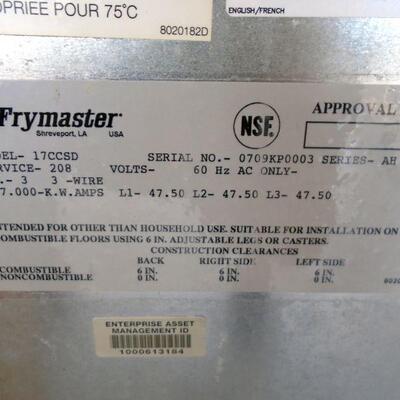 OPRIEE POUR 75°C
8020182D
ENGLISH/FRENCH
Frymaster
Shreveport, LA USA
NSF.
APPROVAL
DEL- 17CCSD SERIAL NO.- 0709KP0003 SERIES- AH
RVICE- 208 VOLTS- 60 Hz AC ONLY-
.- 3 3 -WIRE
7.000-K.W.AMPS L1- 47.50 L2- 47.50 L3- 47.50
TENDED FOR OTHER THAN HOUSEHOLD USE. SUITABLE FOR INSTALLATION ON
OMBUSTIBLE FLOORS USING 6 IN. ADJUSTABLE LEGS OR CASTERS.
CONSTRUCTION CLEARANCES
BACK RIGHT SIDE LEFT SIDE
COMBUSTIBLE 6 IN. 6 IN. 6 IN.
NONCOMBUSTIBLE 6 IN. 6 IN. 6 IN.
ENTERPRISE ASSET
MANAGEMENT ID
1000613184